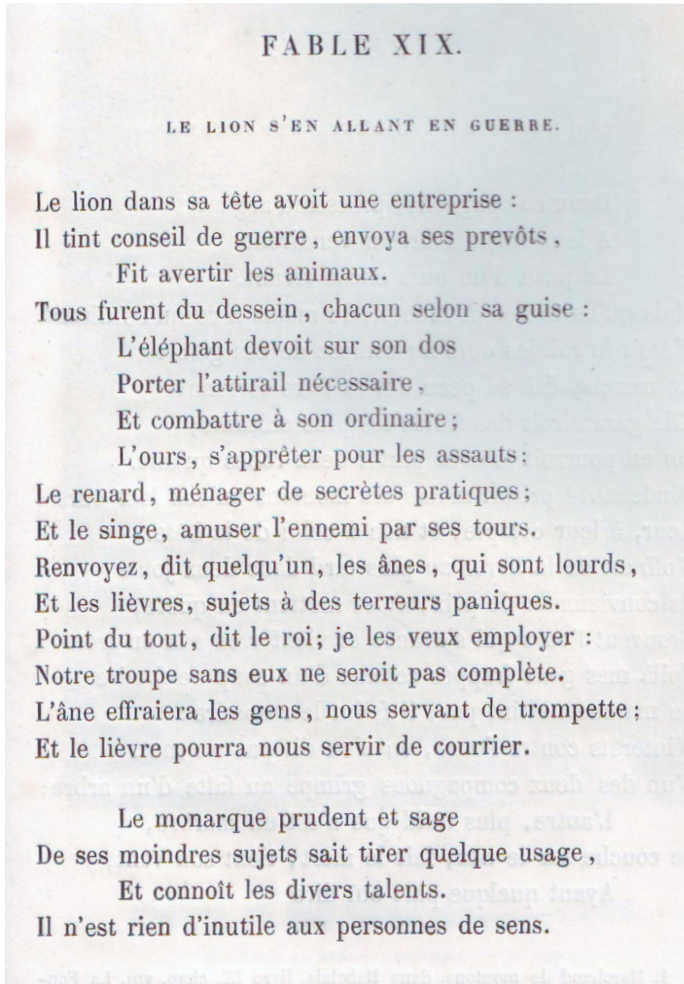 FABLE XIX.
LE LION S'EN ALLANT EN GUERRE.
Le lion dans sa tête avoit une entreprise :
Il tint conseil de guerre, envoya ses prevôts,
Fit avertir les animaux.
Tous furent du dessein, chacun selon sa guise :
L'éléphant devoit sur son dos
Porter l'attirail nécessaire,
Et combattre à son ordinaire ;
L'ours, s'apprêter pour les assauts ;
Le renard, ménager de secrètes pratiques ;
Et le singe, amuser l'ennemi par ses tours.
Renvoyez, dit quelqu'un, les ânes, qui sont lourds,
Et les lièvres, sujets à des terreurs paniques.
Point du tout, dit le roi ; je les veux employer :
Notre troupe sans eux ne seroit pas complète.
L'âne effraiera les gens, nous servant de trompette ;
Et le lièvre pourra nous servir de courrier.
Le monarque prudent et sage
De ses moindres sujets sait tirer quelque usage,
Et connoît les divers talents.
Il n'est rien d'inutile aux personnes de sens.